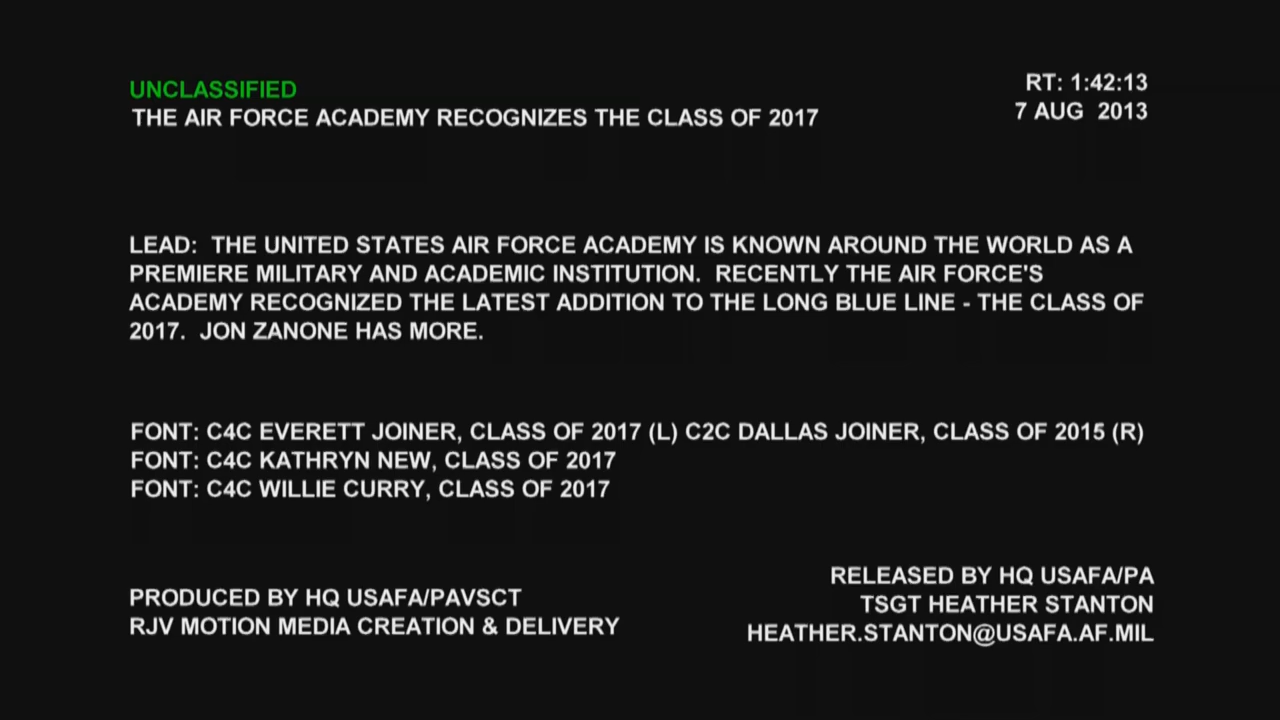 UNCLASSIFIED
RT: 1:42:13
THE AIR FORCE ACADEMY RECOGNIZES THE CLASS OF 2017
7 AUG  2013
LEAD:  THE UNITED STATES AIR FORCE ACADEMY IS KNOWN AROUND THE WORLD AS A
PREMIERE MILITARY AND ACADEMIC INSTITUTION.  RECENTLY THE AIR FORCE'S
ACADEMY RECOGNIZED THE LATEST ADDITION TO THE LONG BLUE LINE - THE CLASS OF
2017.  JON ZANONE HAS MORE.
FONT: C4C EVERETT JOINER, CLASS OF 2017 (L) C2C DALLAS JOINER, CLASS OF 2015 (R)
FONT: C4C KATHRYN NEW, CLASS OF 2017
FONT: C4C WILLIE CURRY, CLASS OF 2017
PRODUCED BY HQ USAFA/PAVSCT
RJV MOTION MEDIA CREATION & DELIVERY
RELEASED BY HQ USAFA/PA
TSGT HEATHER STANTON
HEATHER.STANTON@USAFA.AF.MIL